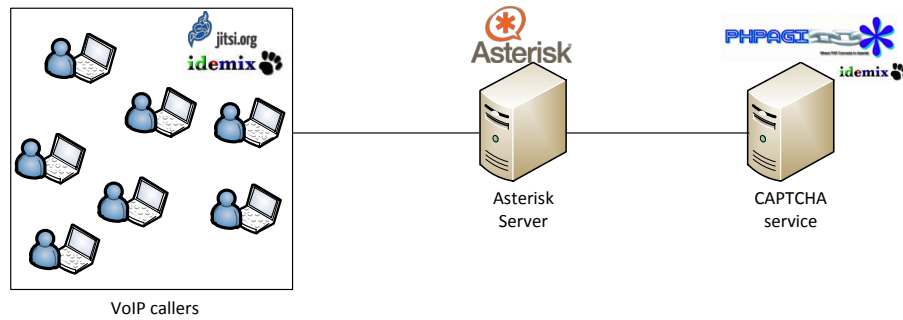 jitsi.org
idemix
Asterisk
PHPAGI
idemix
Asterisk
Server
CAPTCHA
service
VoIP callers